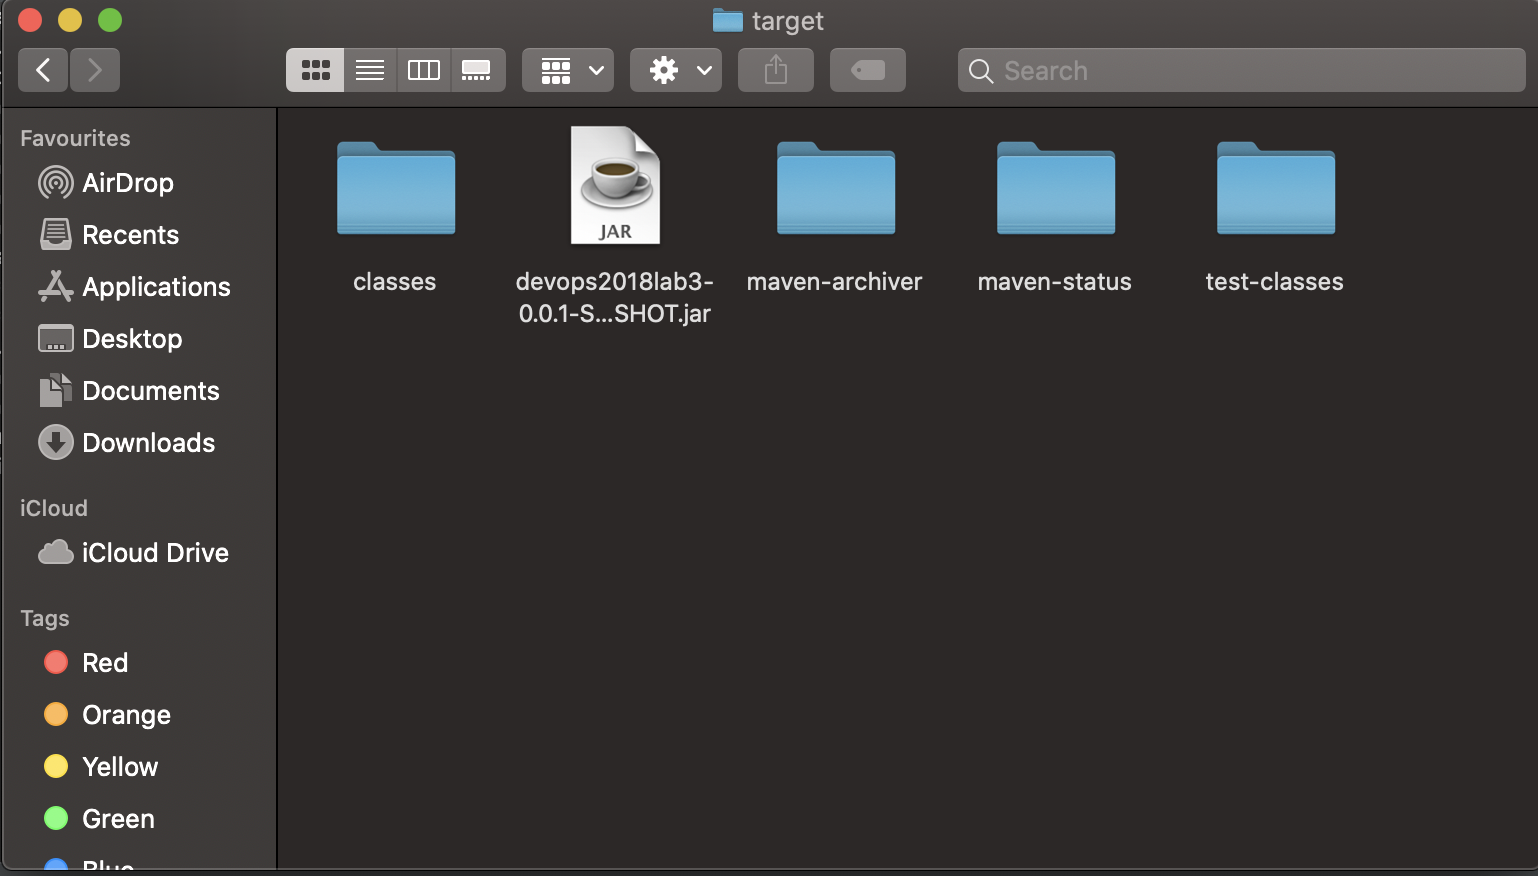 target
Search
Favourites
AirDrop
Recents
Applications
Desktop
Documents
Downloads
iCloud
iCloud Drive
Tags
Red
Orange
Yellow
Green
Blue
JAR
classes
devops2018lab3-
0.0.1-S...SHOT.jar
maven-archiver
maven-status
test-classes